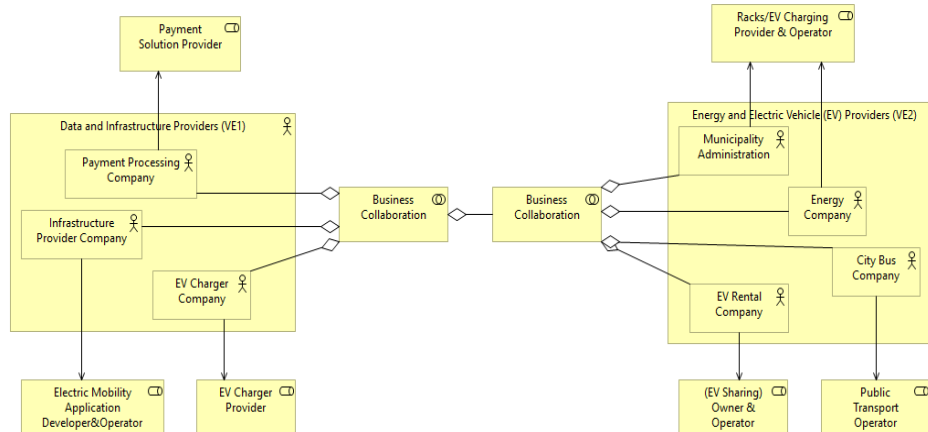 Payment
Solution Provider
Racks/EV Charging
Provider & Operator
Data and Infrastructure Providers (VE1)
Payment Processing
Company
Infrastructure
Provider Company
EV Charger
Company
Business
Collaboration
Business
Collaboration
Energy and Electric Vehicle (EV) Providers (VE2)
Municipality
Administration
Energy
Company
City Bus
Company
EV Rental
Company
Electric Mobility
Application
Developer&Operator
EV Charger
Provider
(EV Sharing)
Owner &
Operator
Public
Transport
Operator